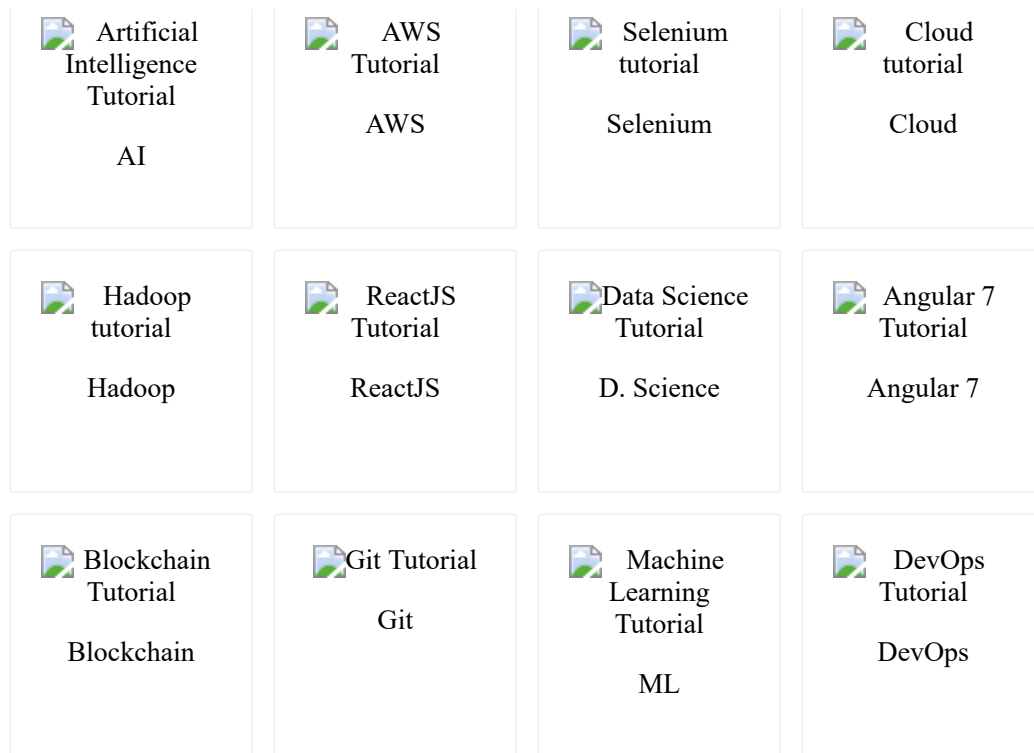 Artificial
Intelligence
Tutorial
AI
AWS
Tutorial
AWS
Selenium
tutorial
Selenium
Cloud
tutorial
Cloud
Hadoop
tutorial
Hadoop
ReactJS
Tutorial
ReactJS
Data Science
Tutorial
D. Science
Angular 7
Tutorial
Angular 7
Blockchain
Tutorial
Blockchain
Git Tutorial
Git
Machine
Learning
Tutorial
ML
DevOps
Tutorial
DevOps